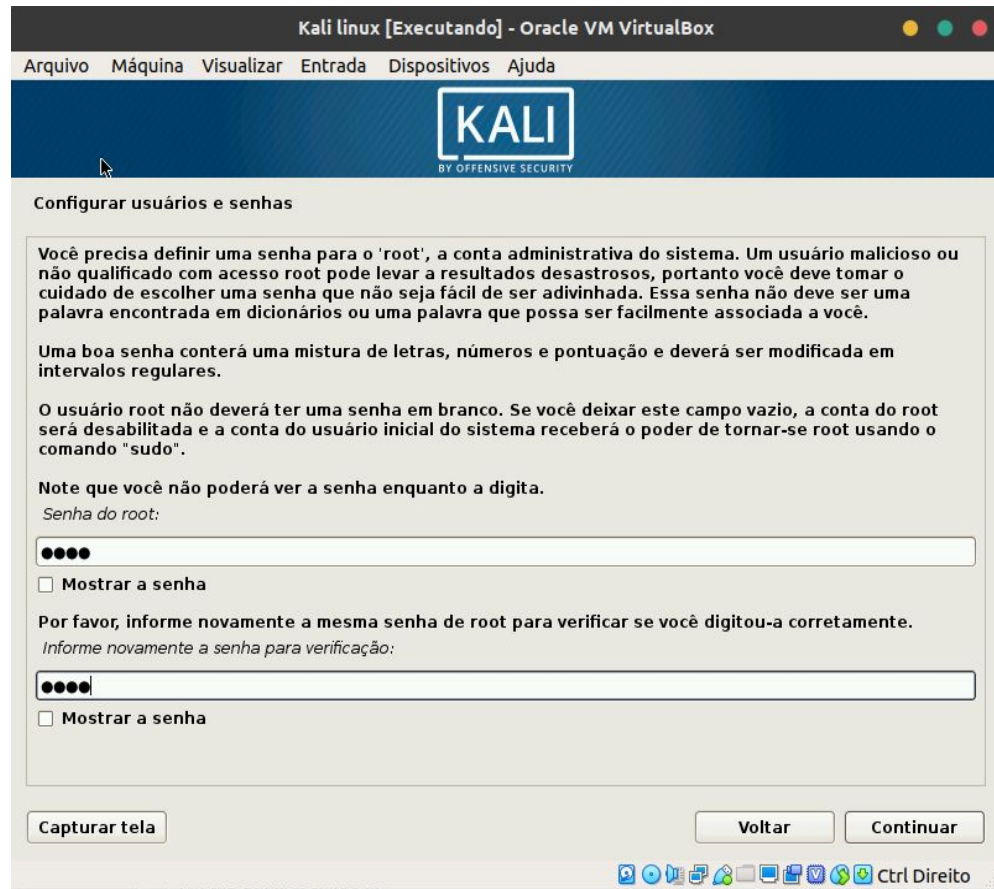 Kali linux [Executando] - Oracle VM VirtualBox
Arquivo Máquina Visualizar Entrada Dispositivos Ajuda
KALI
BY OFFENSIVE SECURITY
Configurar usuários e senhas
Você precisa definir uma senha para o 'root', a conta administrativa do sistema. Um usuário malicioso ou
não qualificado com acesso root pode levar a resultados desastrosos, portanto você deve tomar o
cuidado de escolher uma senha que não seja fácil de ser adivinhada. Essa senha não deve ser uma
palavra encontrada em dicionários ou uma palavra que possa ser facilmente associada a você.
Uma boa senha conterá uma mistura de letras, números e pontuação e deverá ser modificada em
intervalos regulares.
O usuário root não deverá ter uma senha em branco. Se você deixar este campo vazio, a conta do root
será desabilitada e a conta do usuário inicial do sistema receberá o poder de tornar-se root usando o
comando "sudo".
Note que você não poderá ver a senha enquanto a digita.
Senha do root:
●●●●
Mostrar a senha
Por favor, informe novamente a mesma senha de root para verificar se você digitou-a corretamente.
Informe novamente a senha para verificação:
●●●●
Mostrar a senha
Capturar tela Voltar Continuar
Ctrl Direito